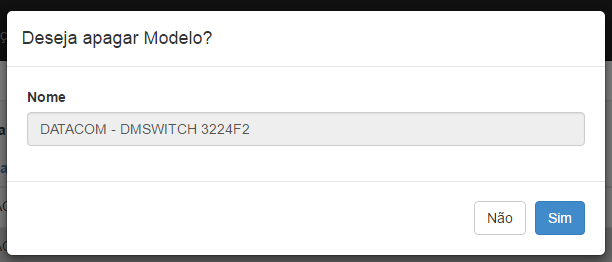 Deseja apagar Modelo?
Nome
DATACOM - DMSWITCH 3224F2
Não
Sim